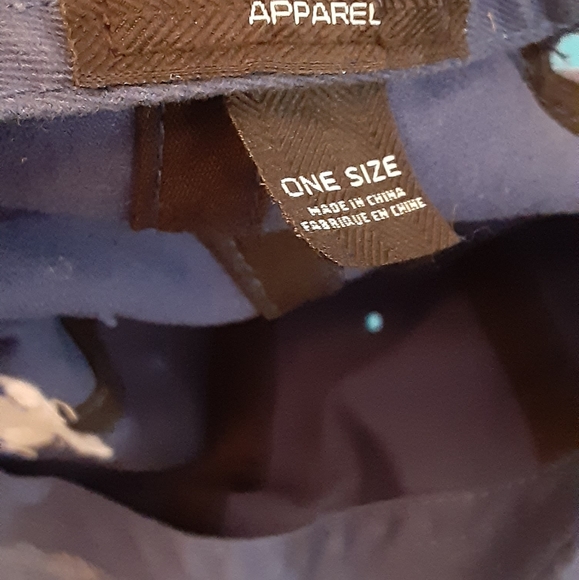 APPAREL
ONE SIZE
MADE IN CHINA
FABRIQUE EN CHINE